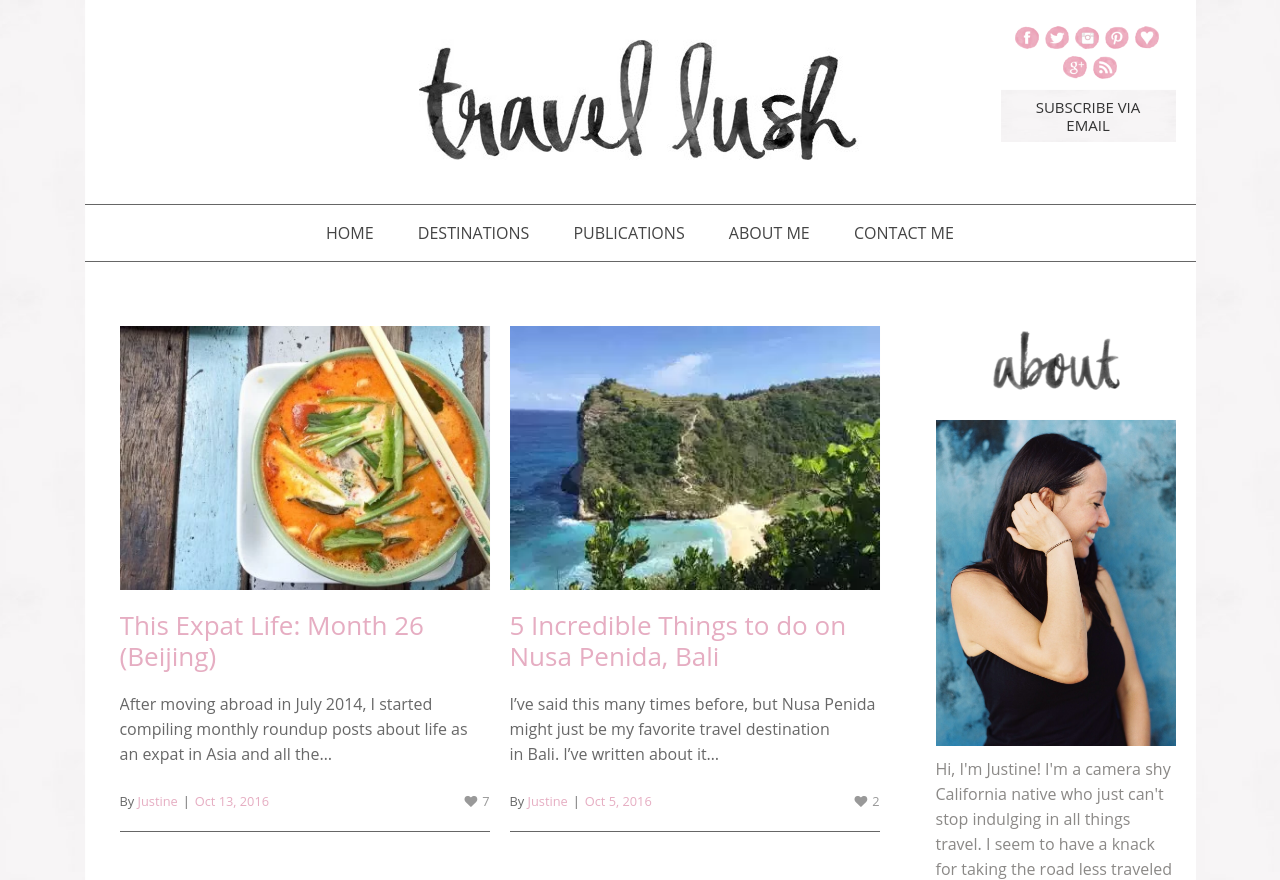 travel lush
SUBSCRIBE VIA
EMAIL
HOME
DESTINATIONS
PUBLICATIONS
ABOUT ME
CONTACT ME
This Expat Life: Month 26
(Beijing)
After moving abroad in July 2014, I started
compiling monthly roundup posts about life as
an expat in Asia and all the...
By Justine | Oct 13, 2016
7
5 Incredible Things to do on
Nusa Penida, Bali
I’ve said this many times before, but Nusa Penida
might just be my favorite travel destination
in Bali. I’ve written about it...
By Justine | Oct 5, 2016
2
about
Hi, I'm Justine! I'm a camera shy
California native who just can't
stop indulging in all things
travel. I seem to have a knack
for taking the road less traveled